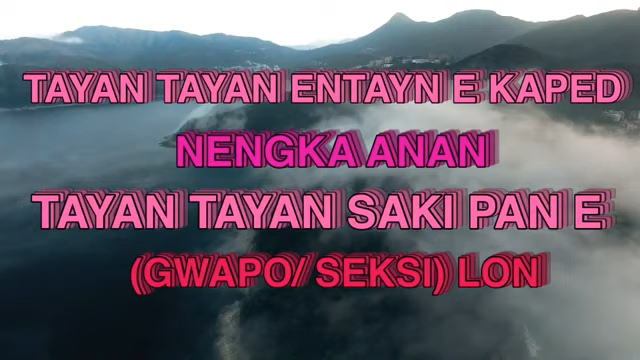 TAYAN TAYAN ENTAYN E KAPED
NENGKA ANAN
TAYAN TAYAN SAKI PAN E
(GWAPO/ SEKSI) LON